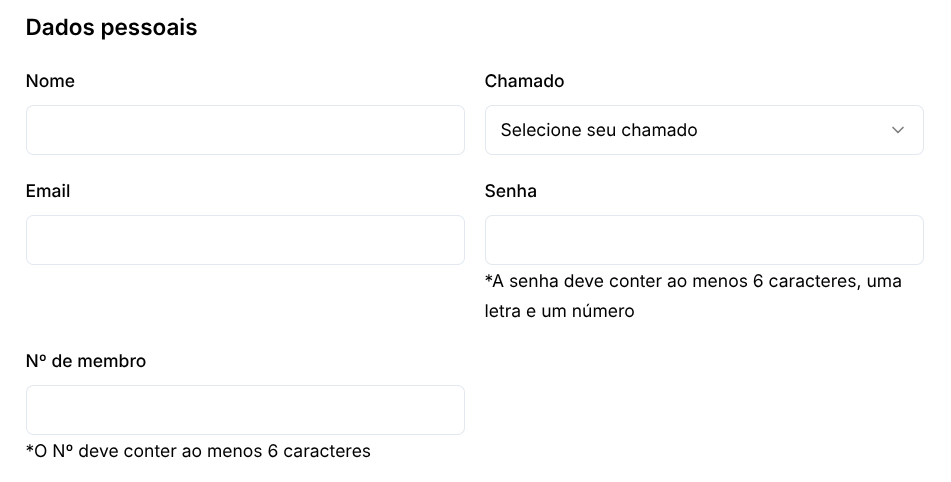 Dados pessoais
Nome
Chamado
Selecione seu chamado
Email
Senha
*A senha deve conter ao menos 6 caracteres, uma
letra e um número
Nº de membro
*O Nº deve conter ao menos 6 caracteres